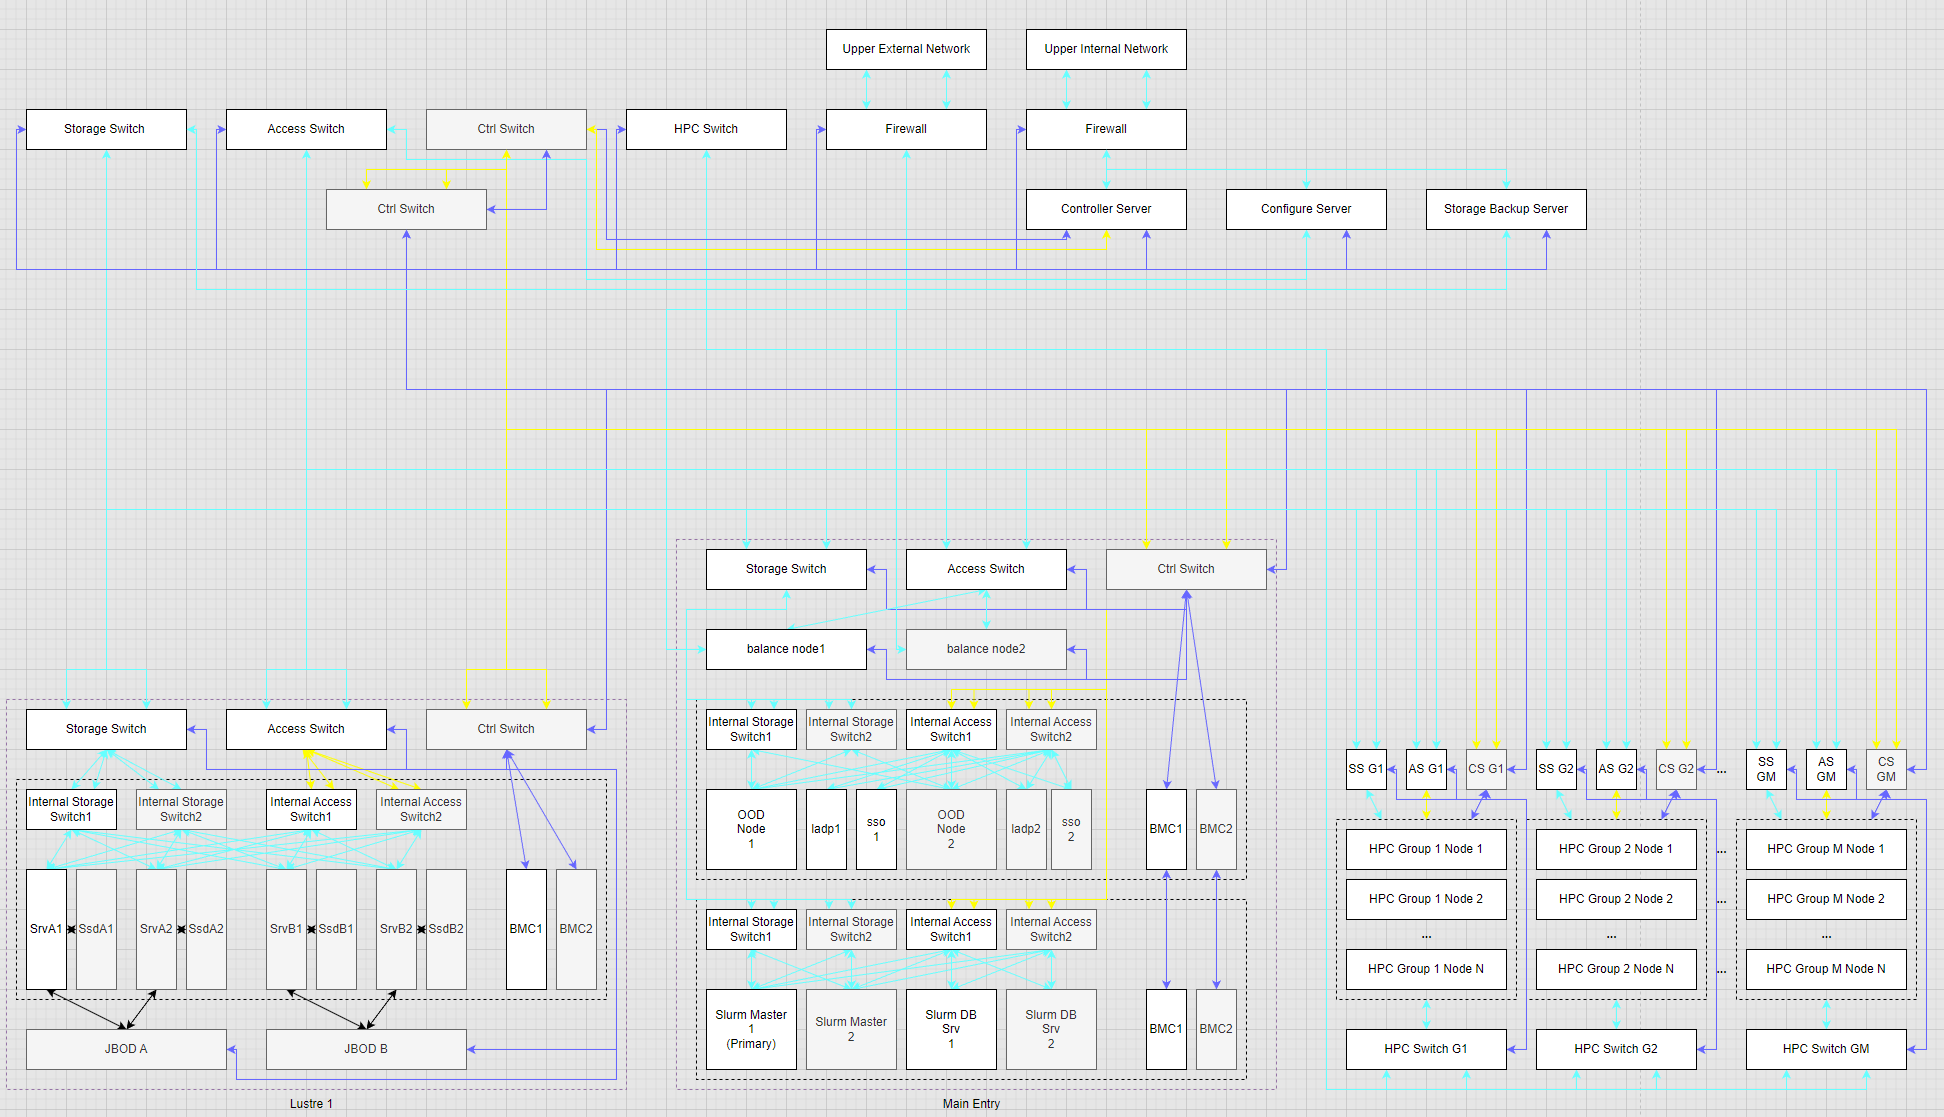 Upper External Network
Upper Internal Network
Storage Switch
Access Switch
Ctrl Switch
HPC Switch
Firewall
Firewall
Ctrl Switch
Controller Server
Configure Server
Storage Backup Server
Storage Switch
Access Switch
Ctrl Switch
balance node1
balance node2
Storage Switch
Access Switch
Ctrl Switch
Internal Storage
Switch1
Internal Storage
Switch2
Internal Access
Switch1
Internal Access
Switch2
SrvA1
SsdA1
SrvA2
SsdA2
SrvB1
SsdB1
SrvB2
SsdB2
BMC1
BMC2
JBOD A
JBOD B
Lustre 1
Internal Storage
Switch1
Internal Storage
Switch2
Internal Access
Switch1
Internal Access
Switch2
OOD
Node
1
ladp1
sso
1
OOD
Node
2
ladp2
sso
2
BMC1
BMC2
Internal Storage
Switch1
Internal Storage
Switch2
Internal Access
Switch1
Internal Access
Switch2
Slurm Master
1
(Primary)
Slurm Master
2
Slurm DB
Srv
1
Slurm DB
Srv
2
BMC1
BMC2
Main Entry
SS G1
AS G1
CS G1
SS G2
AS G2
CS G2
...
SS
GM
AS
GM
CS
GM
HPC Group 1 Node 1
HPC Group 2 Node 1
...
HPC Group M Node 1
HPC Group 1 Node 2
HPC Group 2 Node 2
...
HPC Group M Node 2
...
...
...
HPC Group 1 Node N
HPC Group 2 Node N
...
HPC Group M Node N
HPC Switch G1
HPC Switch G2
HPC Switch GM